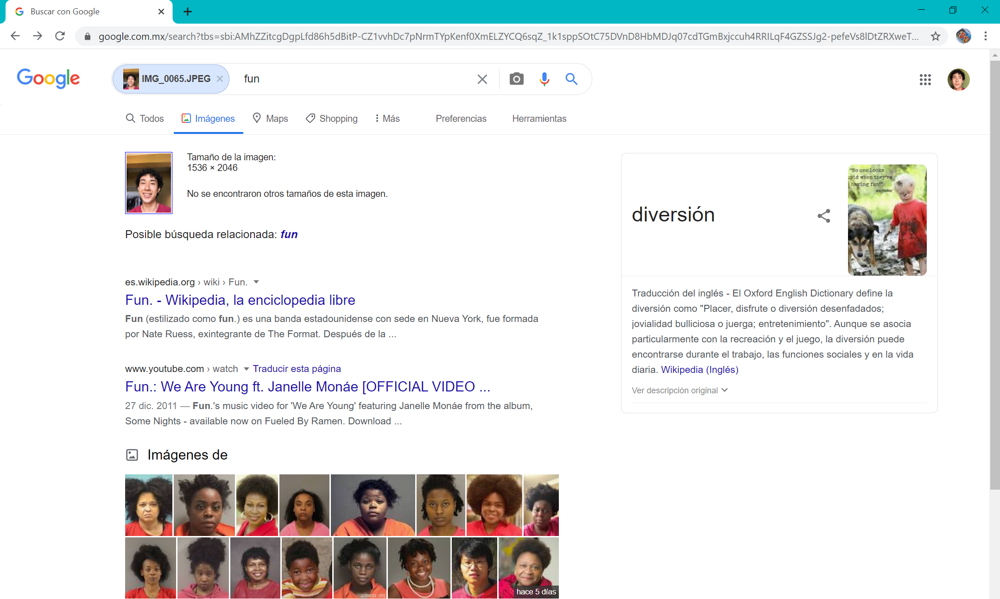 Buscar con Google
google.com.mx/search?tbs=sbi:AMhZZitcgDgpLfd86h5dBitP-CZ1vvhDc7pNrmTYpKenf0XmELZYCQ6sqZ_1k1sppSOtC75DVnD8HbMDJq07cdTGmBxjccuh4RRILqF4GZSSJg2-pefeVs8lDtZRXweT...
Google
IMG_0065.JPEG
fun
Todos
Imágenes
Maps
Shopping
Más
Preferencias
Herramientas
Tamaño de la imagen:
1536 × 2046
No se encontraron otros tamaños de esta imagen.
Posible búsqueda relacionada: fun
es.wikipedia.org › wiki › Fun.
Fun. - Wikipedia, la enciclopedia libre
Fun (estilizado como fun.) es una banda estadounidense con sede en Nueva York, fue formada
por Nate Ruess, exintegrante de The Format. Después de la ...
www.youtube.com › watch
Traducir esta página
Fun.: We Are Young ft. Janelle Monáe [OFFICIAL VIDEO ...
27 dic. 2011 — Fun.'s music video for 'We Are Young' featuring Janelle Monáe from the album,
Some Nights - available now on Fueled By Ramen. Download ...
Imágenes de
hace 5 días
diversión
"No one looks
upid when they're
having fun!"
Traducción del inglés - El Oxford English Dictionary define la
diversión como "Placer, disfrute o diversión desenfadados;
jovialidad bulliciosa o juerga; entretenimiento". Aunque se asocia
particularmente con la recreación y el juego, la diversión puede
encontrarse durante el trabajo, las funciones sociales y en la vida
diaria. Wikipedia (Inglés)
Ver descripción original